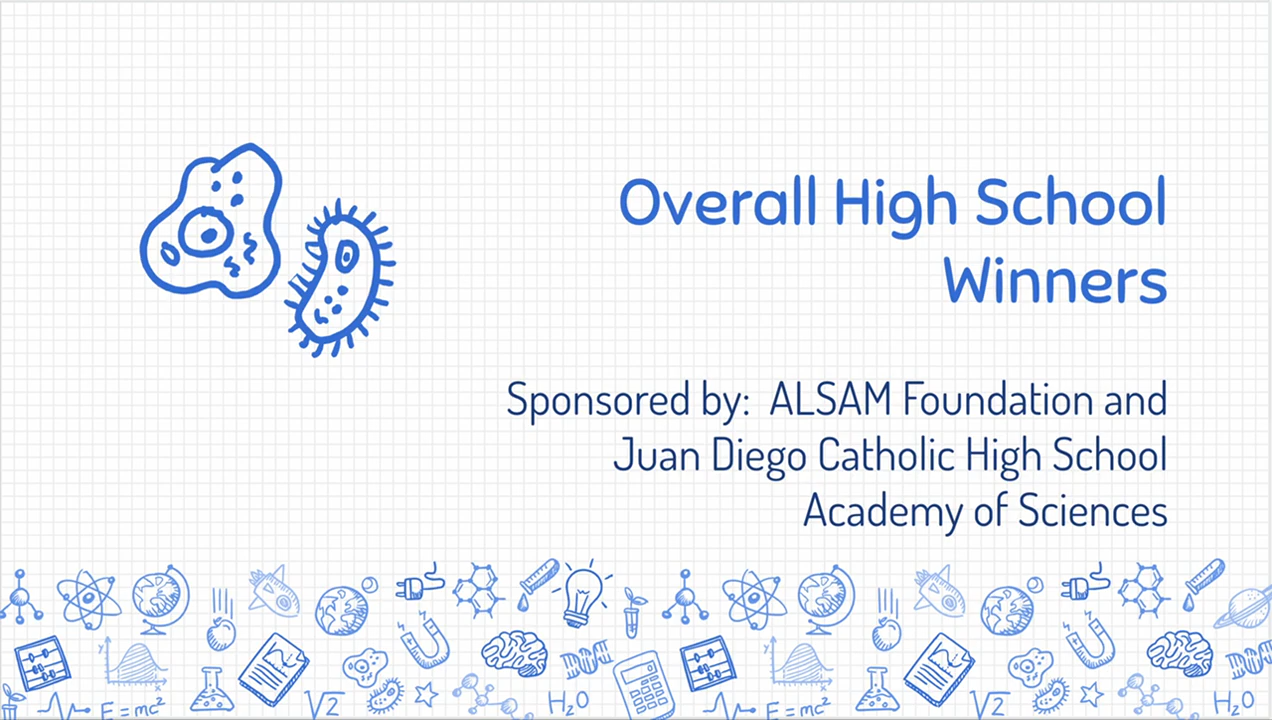 Overall High School
Winners
Sponsored by:  ALSAM Foundation and
Juan Diego Catholic High School
Academy of Sciences
y
x
E=mc²
√2
H₂O
y
x
E=mc²
√2
H₂O